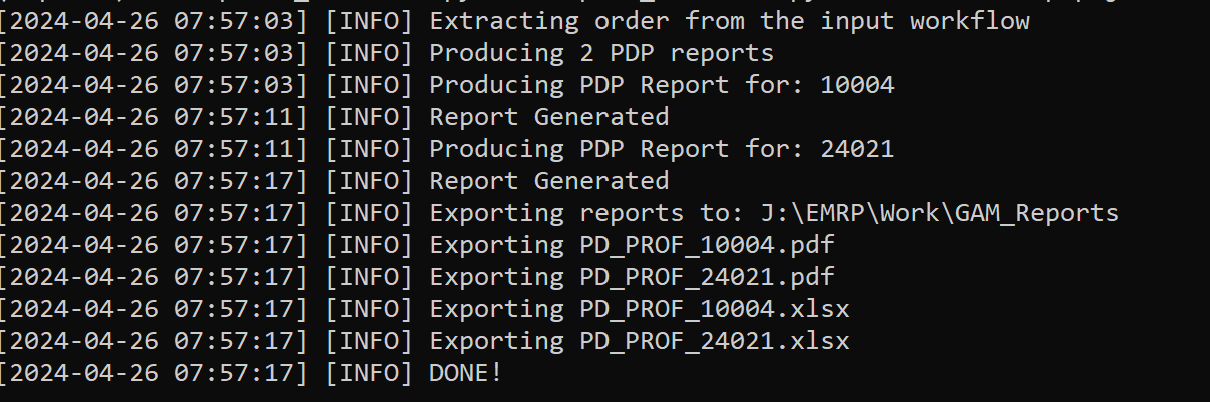 [2024-04-26 07:57:03] [INFO] Extracting order from the input workflow
[2024-04-26 07:57:03] [INFO] Producing 2 PDP reports
[2024-04-26 07:57:03] [INFO] Producing PDP Report for: 10004
[2024-04-26 07:57:11] [INFO] Report Generated
[2024-04-26 07:57:11] [INFO] Producing PDP Report for: 24021
[2024-04-26 07:57:17] [INFO] Report Generated
[2024-04-26 07:57:17] [INFO] Exporting reports to: J:\EMRP\Work\GAM_Reports
[2024-04-26 07:57:17] [INFO] Exporting PD_PROF_10004.pdf
[2024-04-26 07:57:17] [INFO] Exporting PD_PROF_24021.pdf
[2024-04-26 07:57:17] [INFO] Exporting PD_PROF_10004.xlsx
[2024-04-26 07:57:17] [INFO] Exporting PD_PROF_24021.xlsx
[2024-04-26 07:57:17] [INFO] DONE!